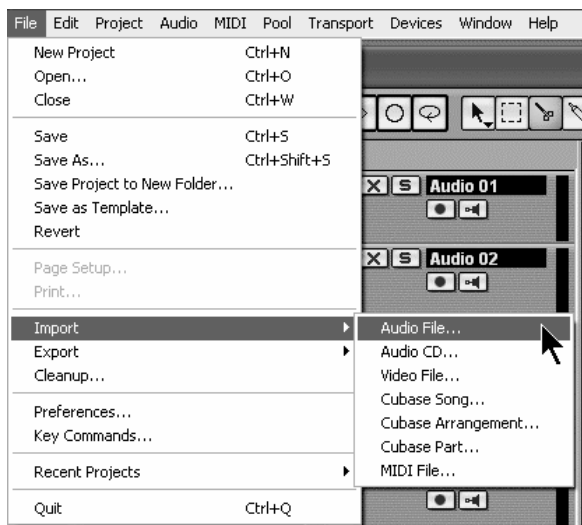 File Edit Project Audio MIDI Pool Transport Devices Window Help
New Project Ctrl+N
Open... Ctrl+O
Close Ctrl+W
Save Ctrl+S
Save As... Ctrl+Shift+S
Save Project to New Folder...
Save as Template...
Revert
Page Setup...
Print...
Import
Export
Cleanup...
Preferences...
Key Commands...
Recent Projects
Quit Ctrl+Q
Audio File...
Audio CD...
Video File...
Cubase Song...
Cubase Arrangement...
Cubase Part...
MIDI File...
X S Audio 01
X S Audio 02